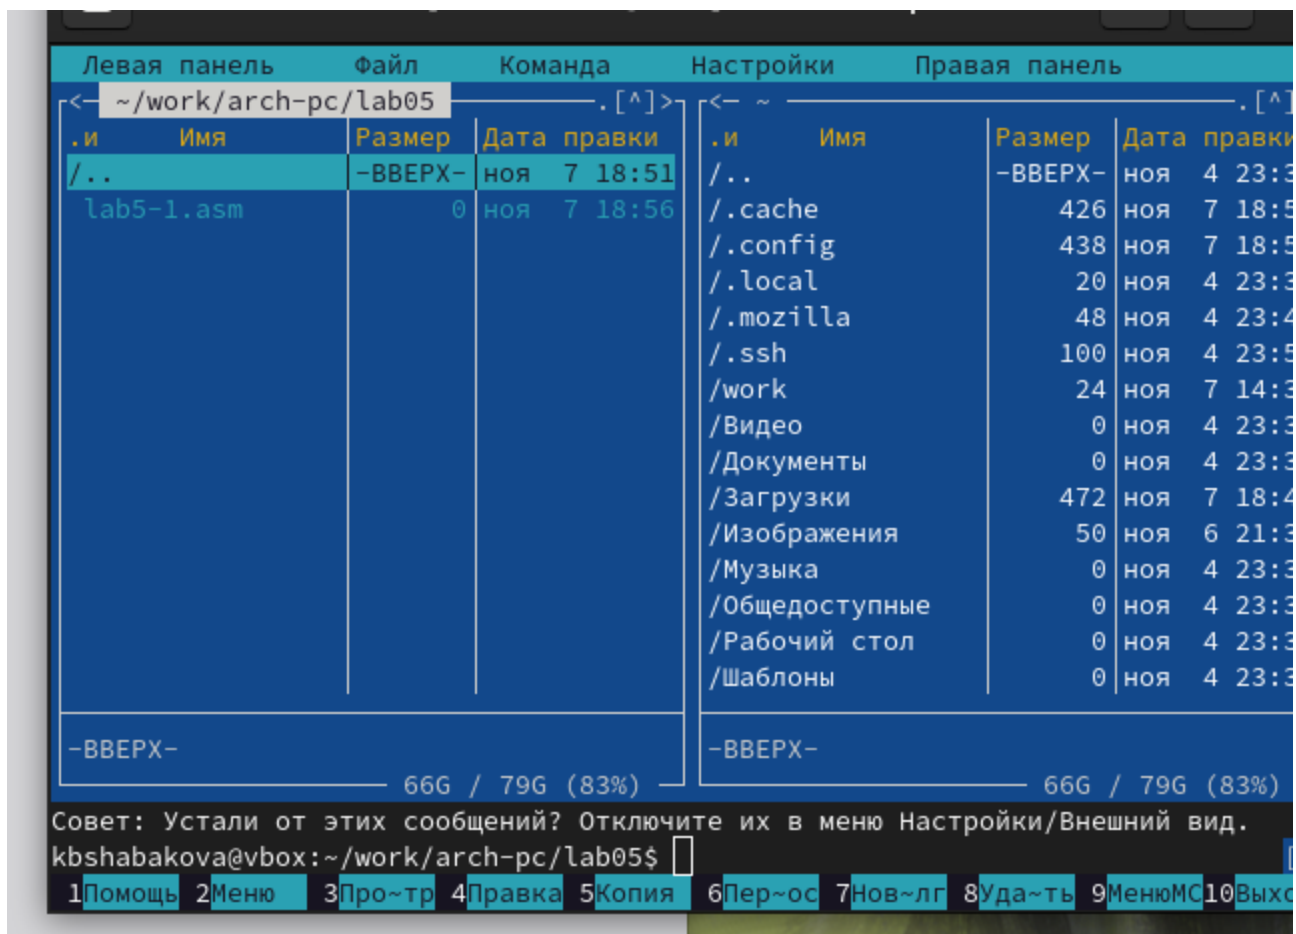 Левая панель Файл Команда Настройки Правая панель
<— ~/work/arch-pc/lab05 .[^]> <— ~ .[^]
.и Имя Размер Дата правки .и Имя Размер Дата правки
/.. -ВВЕРХ- ноя 7 18:51 /.. -ВВЕРХ- ноя 4 23:3
lab5-1.asm 0 ноя 7 18:56 /.cache 426 ноя 7 18:5
/.config 438 ноя 7 18:5
/.local 20 ноя 4 23:3
/.mozilla 48 ноя 4 23:4
/.ssh 100 ноя 4 23:5
/work 24 ноя 7 14:3
/Видео 0 ноя 4 23:3
/Документы 0 ноя 4 23:3
/Загрузки 472 ноя 7 18:4
/Изображения 50 ноя 6 21:3
/Музыка 0 ноя 4 23:3
/Общедоступные 0 ноя 4 23:3
/Рабочий стол 0 ноя 4 23:3
/Шаблоны 0 ноя 4 23:3
-ВВЕРХ- -ВВЕРХ-
66G / 79G (83%) 66G / 79G (83%)
Совет: Устали от этих сообщений? Отключите их в меню Настройки/Внешний вид.
kbshabakova@vbox:~/work/arch-pc/lab05$
1Помощь 2Меню 3Про~тр 4Правка 5Копия 6Пер~ос 7Нов~лг 8Уда~ть 9МенюМС 10Выхо